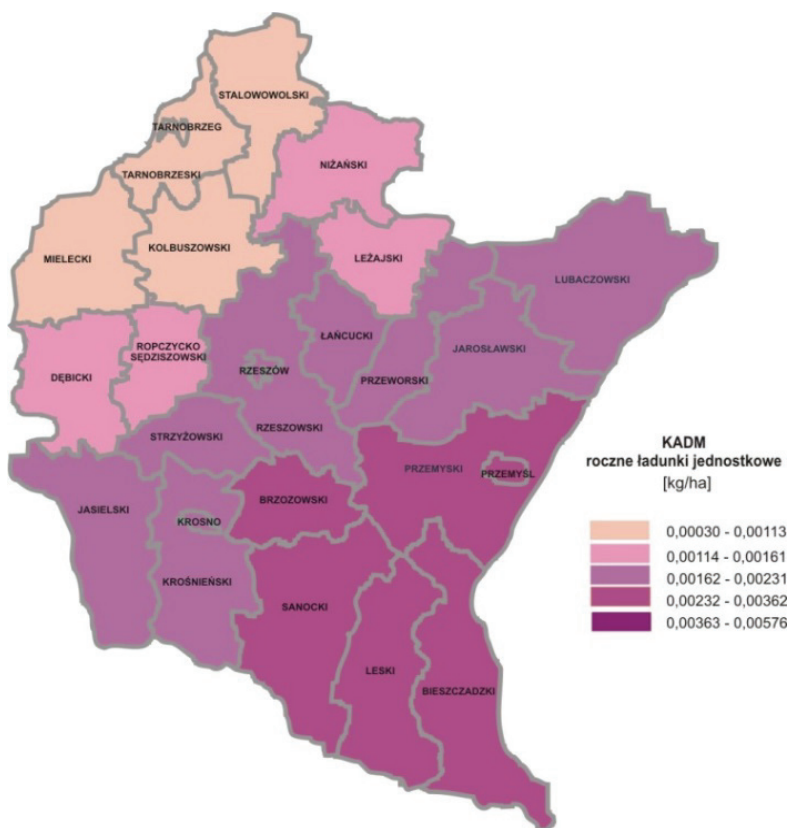 STALOWOWOLSKI
TARNOBRZEG
TARNOBRZESKI
NIŻAŃSKI
MIELECKI
KOLBUSZOWSKI
LEŻAJSKI
LUBACZOWSKI
ROPCZYCKO
SĘDZISZOWSKI
DĘBICKI
ŁAŃCUCKI
JAROSŁAWSKI
RZESZÓW
PRZEWORSKI
STRZYŻOWSKI
RZESZOWSKI
PRZEMYSKI
PRZEMYŚL
BRZOZOWSKI
JASIELSKI
KROSNO
KROŚNIEŃSKI
SANOCKI
LESKI
BIESZCZADZKI
KADM
roczne ładunki jednostkowe
[kg/ha]
0,00030 - 0,00113
0,00114 - 0,00161
0,00162 - 0,00231
0,00232 - 0,00362
0,00363 - 0,00576